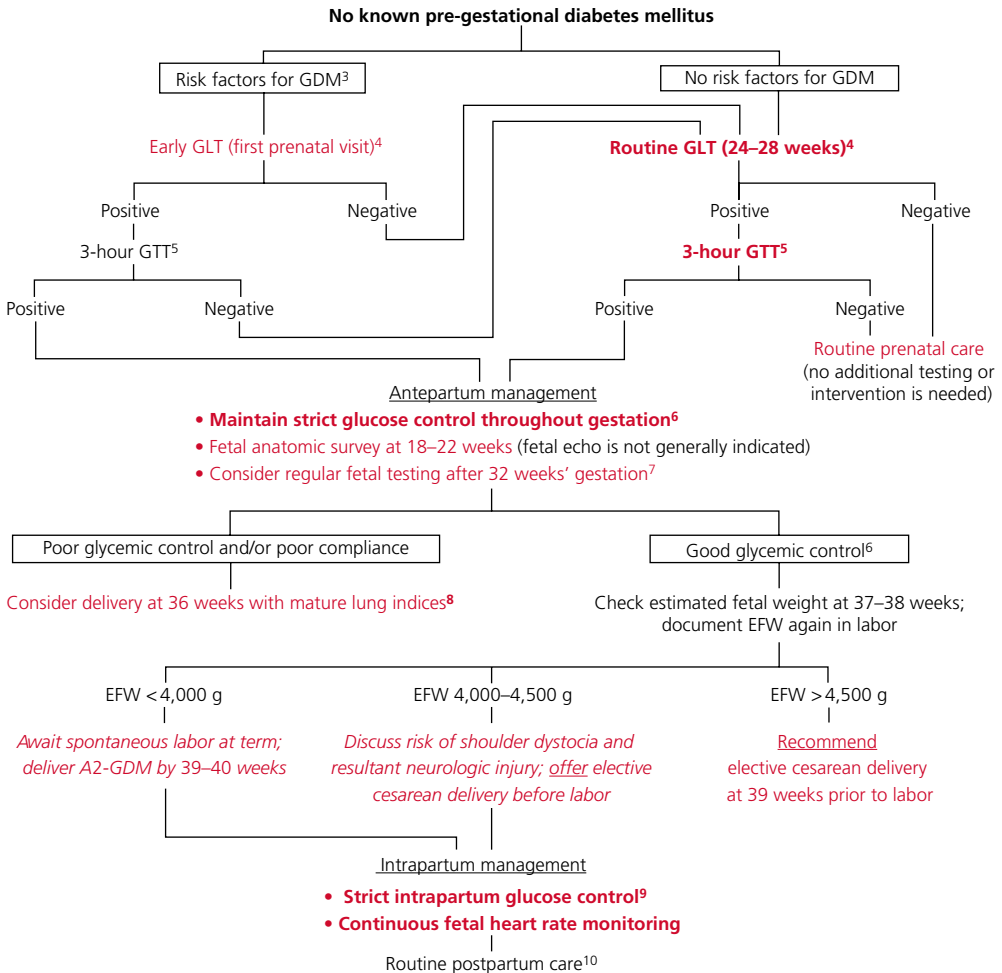 No known pre-gestational diabetes mellitus
Risk factors for GDM³
No risk factors for GDM
Early GLT (first prenatal visit)⁴
Routine GLT (24–28 weeks)⁴
Positive
Negative
Positive
Negative
3-hour GTT⁵
3-hour GTT⁵
Positive
Negative
Positive
Negative
Routine prenatal care
(no additional testing or
intervention is needed)
Antepartum management
• Maintain strict glucose control throughout gestation⁶
• Fetal anatomic survey at 18–22 weeks (fetal echo is not generally indicated)
• Consider regular fetal testing after 32 weeks' gestation⁷
Poor glycemic control and/or poor compliance
Good glycemic control⁶
Consider delivery at 36 weeks with mature lung indices⁸
Check estimated fetal weight at 37–38 weeks;
document EFW again in labor
EFW <4,000 g
EFW 4,000–4,500 g
EFW >4,500 g
Await spontaneous labor at term;
deliver A2-GDM by 39–40 weeks
Discuss risk of shoulder dystocia and
resultant neurologic injury; offer elective
cesarean delivery before labor
Recommend
elective cesarean delivery
at 39 weeks prior to labor
Intrapartum management
• Strict intrapartum glucose control⁹
• Continuous fetal heart rate monitoring
Routine postpartum care¹⁰